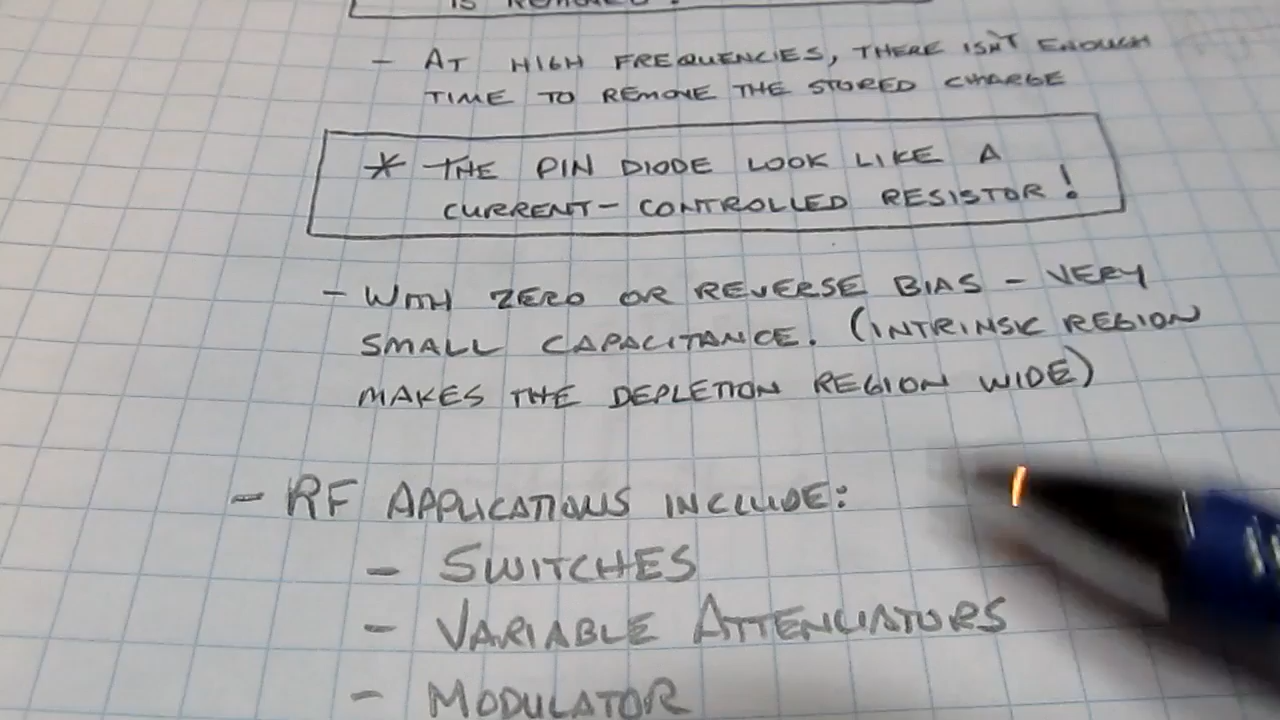 IS REMOVED!
- AT HIGH FREQUENCIES, THERE ISN'T ENOUGH
TIME TO REMOVE THE STORED CHARGE
* THE PIN DIODE LOOK LIKE A
CURRENT-CONTROLLED RESISTOR!
- WITH ZERO OR REVERSE BIAS - VERY
SMALL CAPACITANCE. (INTRINSIC REGION
MAKES THE DEPLETION REGION WIDE)
- RF APPLICATIONS INCLUDE:
- SWITCHES
- VARIABLE ATTENUATORS
- MODULATOR